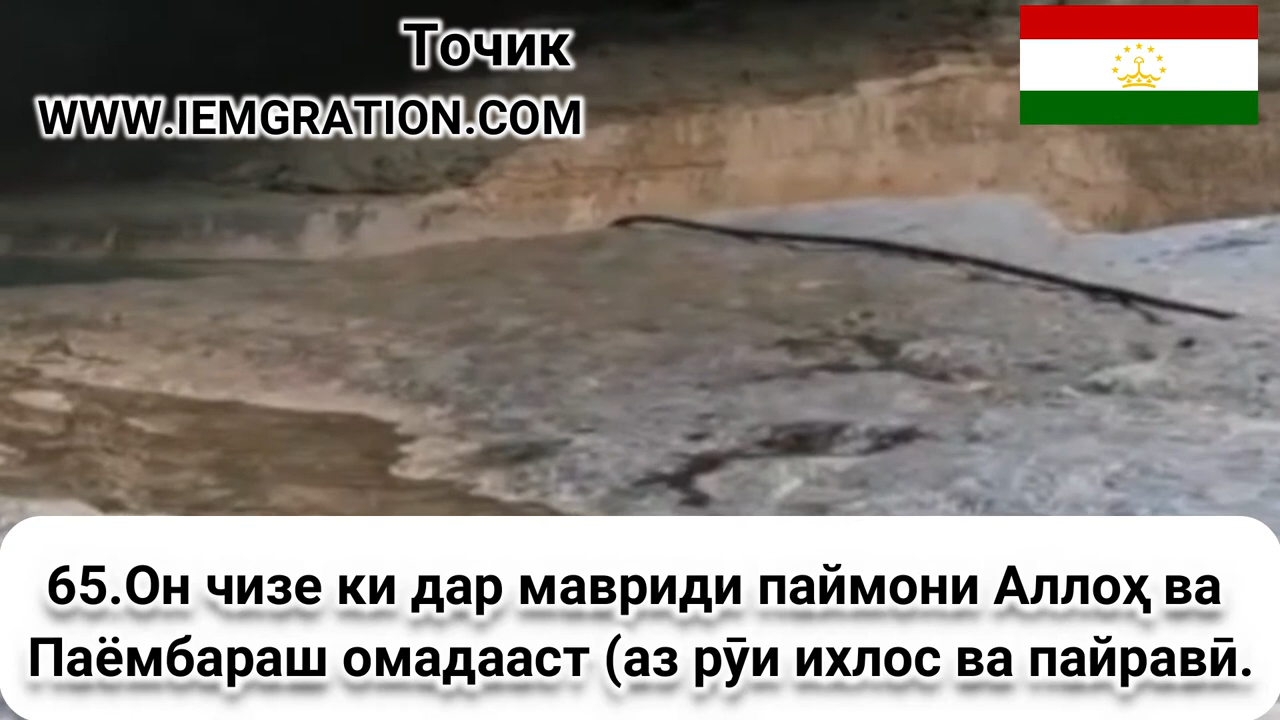 Точик
WWW.IEMGRATION.COM
65.Он чизе ки дар мавриди паймони Аллоҳ ва
Паёмбараш омадааст (аз рӯи ихлос ва пайравӣ.